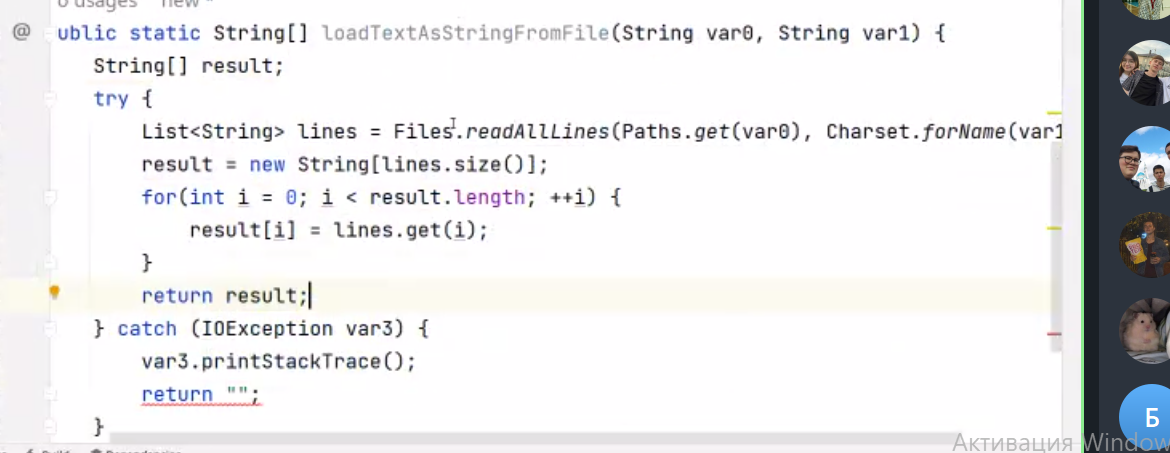 usages new *
@ ublic static String[] loadTextAsStringFromFile(String var0, String var1) {
String[] result;
try {
List<String> lines = Files.readAllLines(Paths.get(var0), Charset.forName(var1
result = new String[lines.size()];
for(int i = 0; i < result.length; ++i) {
result[i] = lines.get(i);
}
return result;
} catch (IOException var3) {
var3.printStackTrace();
return "";
}
Б
Активация Window